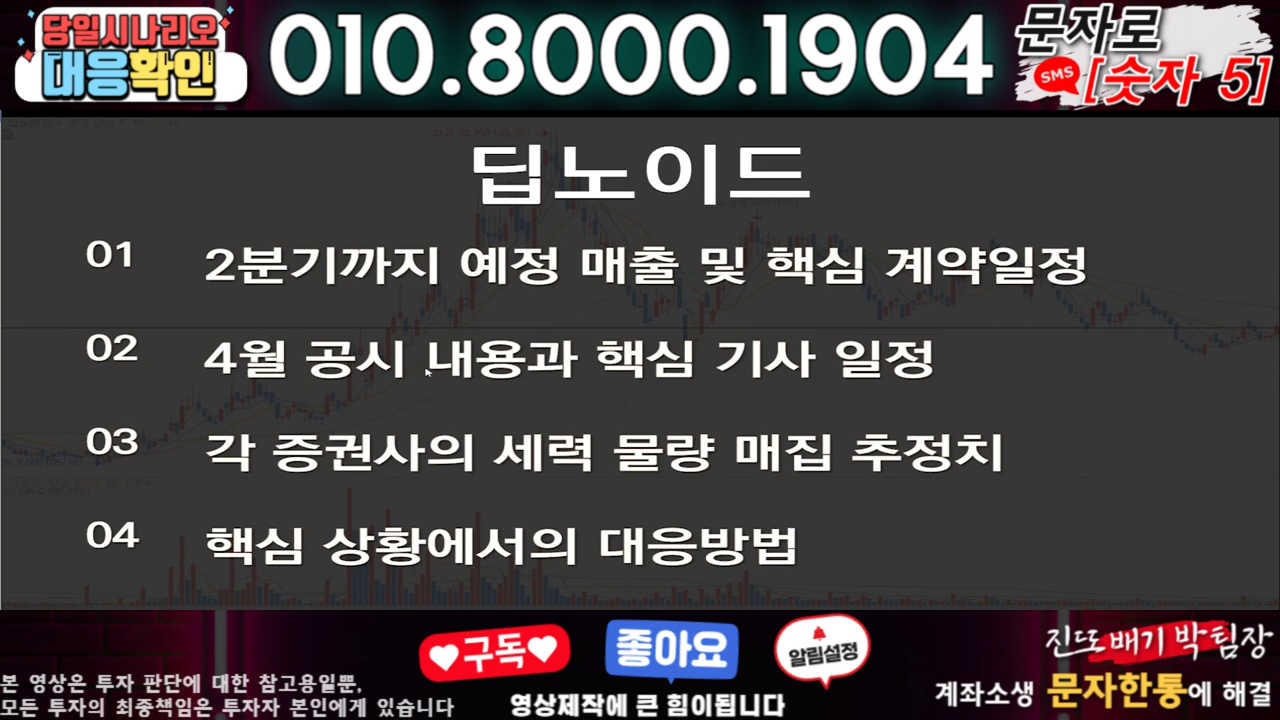 당일시나리오
대응확인
010.8000.1904
문자로
SMS [숫자 5]
딥노이드
01 2분기까지 예정 매출 및 핵심 계약일정
02 4월 공시 내용과 핵심 기사 일정
03 각 증권사의 세력 물량 매집 추정치
04 핵심 상황에서의 대응방법
구독
좋아요
알림설정
영상제작에 큰 힘이됩니다
본 영상은 투자 판단에 대한 참고용일뿐,
모든 투자의 최종책임은 투자자 본인에게 있습니다
진또배기 박팀장
계좌소생 문자한통에 해결